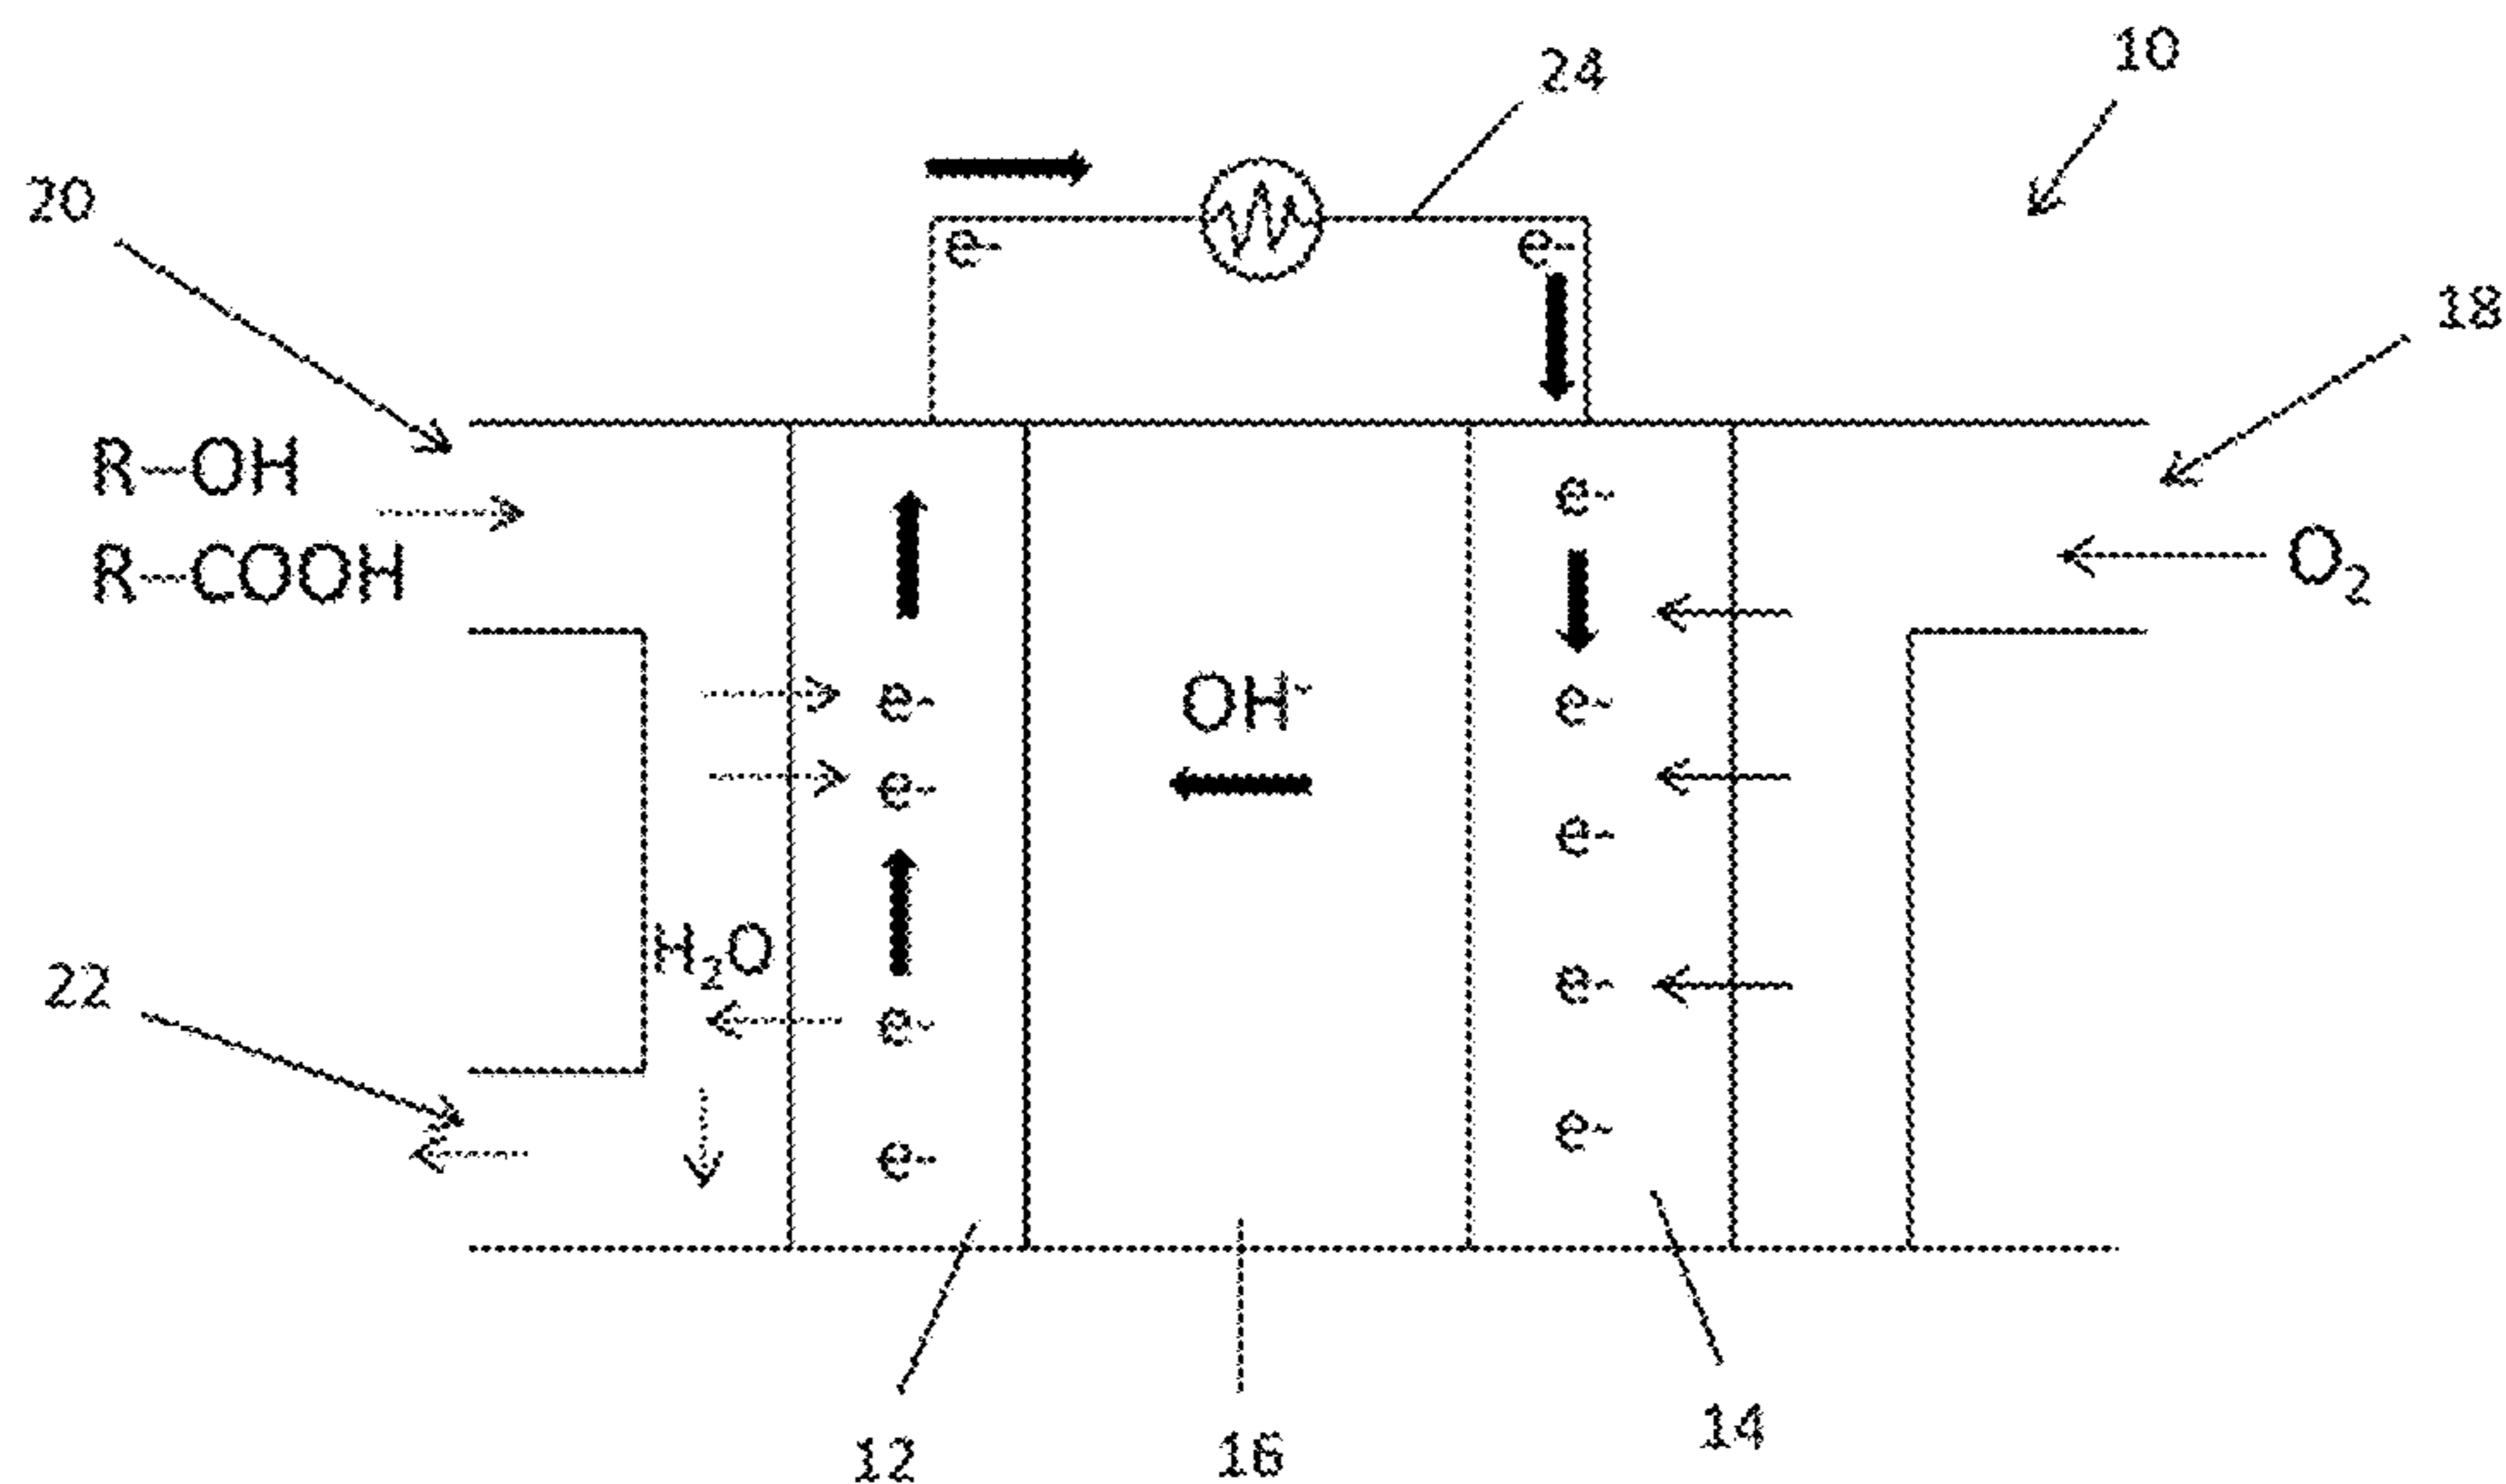 10
24
20
e-
e-
18
R-OH
R-COOH
e-
O2
e-
OH-
e-
e-
e-
H2O
22
e-
e-
e-
e-
12
16
14